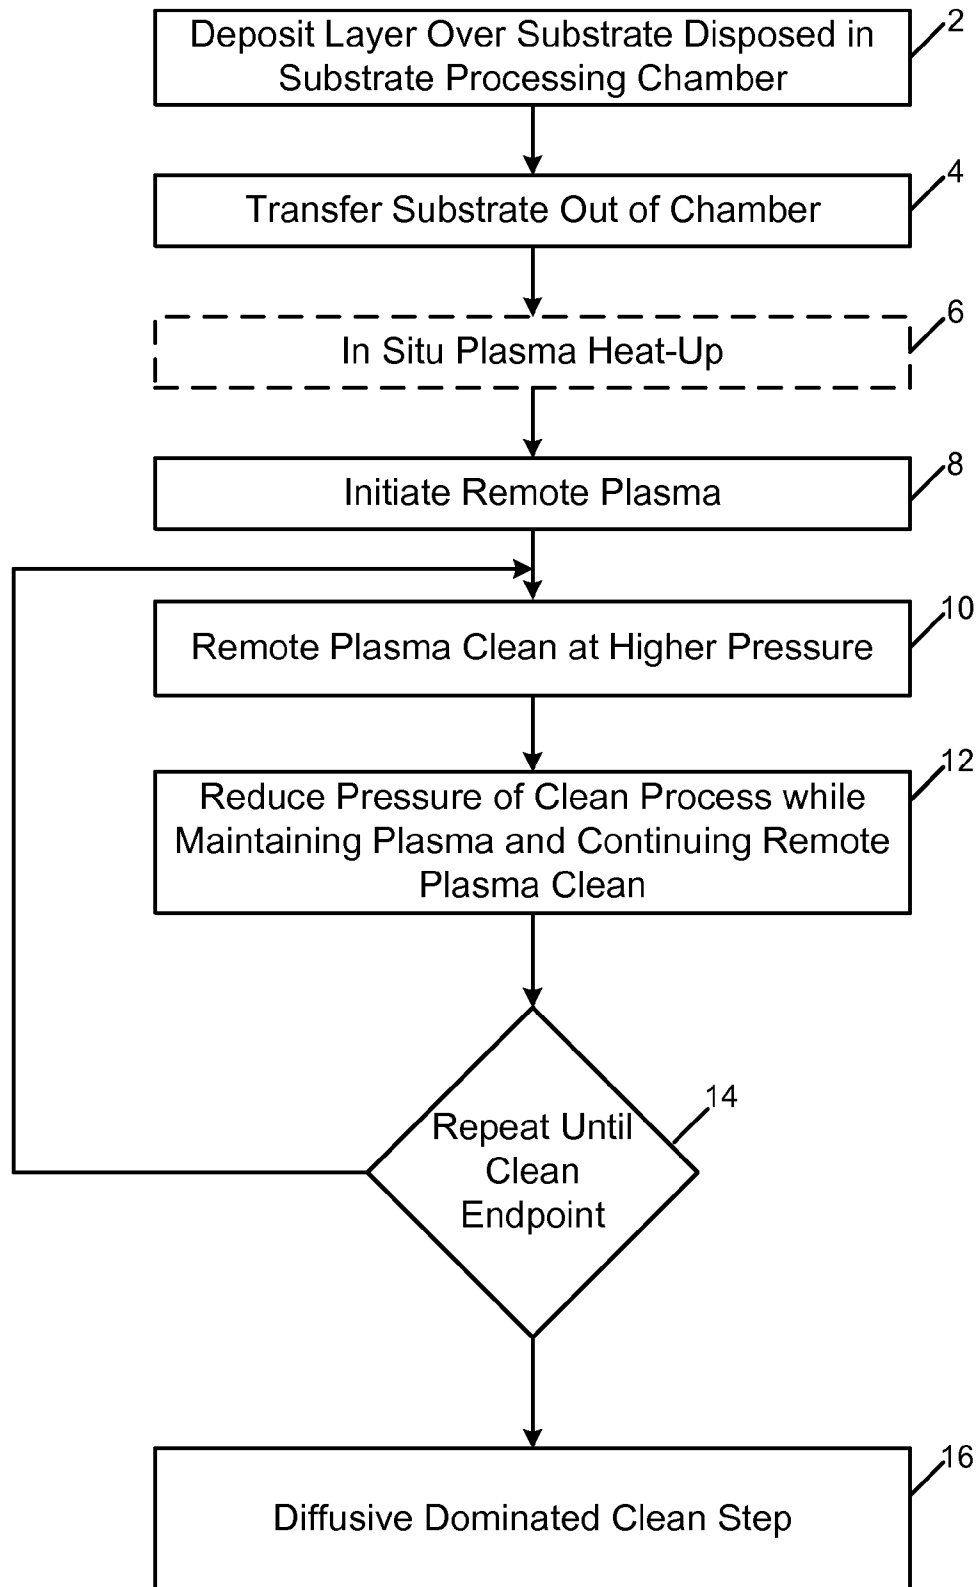 2
Deposit Layer Over Substrate Disposed in
Substrate Processing Chamber
4
Transfer Substrate Out of Chamber
6
In Situ Plasma Heat-Up
8
Initiate Remote Plasma
10
Remote Plasma Clean at Higher Pressure
12
Reduce Pressure of Clean Process while
Maintaining Plasma and Continuing Remote
Plasma Clean
14
Repeat Until
Clean
Endpoint
16
Diffusive Dominated Clean Step